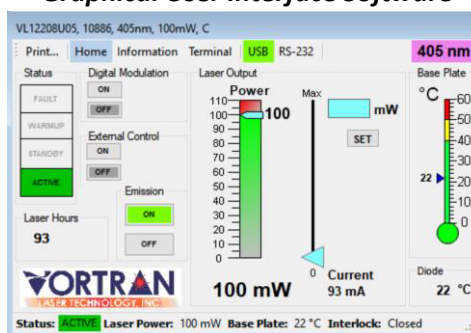 Graphical User Interface Software
VL12208U05, 10886, 405nm, 100mW, C
Print... Home Information Terminal USB RS-232 405 nm
Status Digital Modulation Laser Output Base Plate
FAULT
WARMUP
STANDBY
ACTIVE
ON
OFF
External Control
ON
OFF
Emission
ON
OFF
Laser Hours
93
VORTRAN
LASER TECHNOLOGY, INC.
Power
110
100
90
80
70
60
50
40
30
20
10
0
100
100 mW
Max
0
mW
SET
Current
93 mA
°C
60
50
40
30
20
10
0
22
Diode
22 °C
Status: ACTIVE Laser Power: 100 mW Base Plate: 22 °C Interlock: Closed